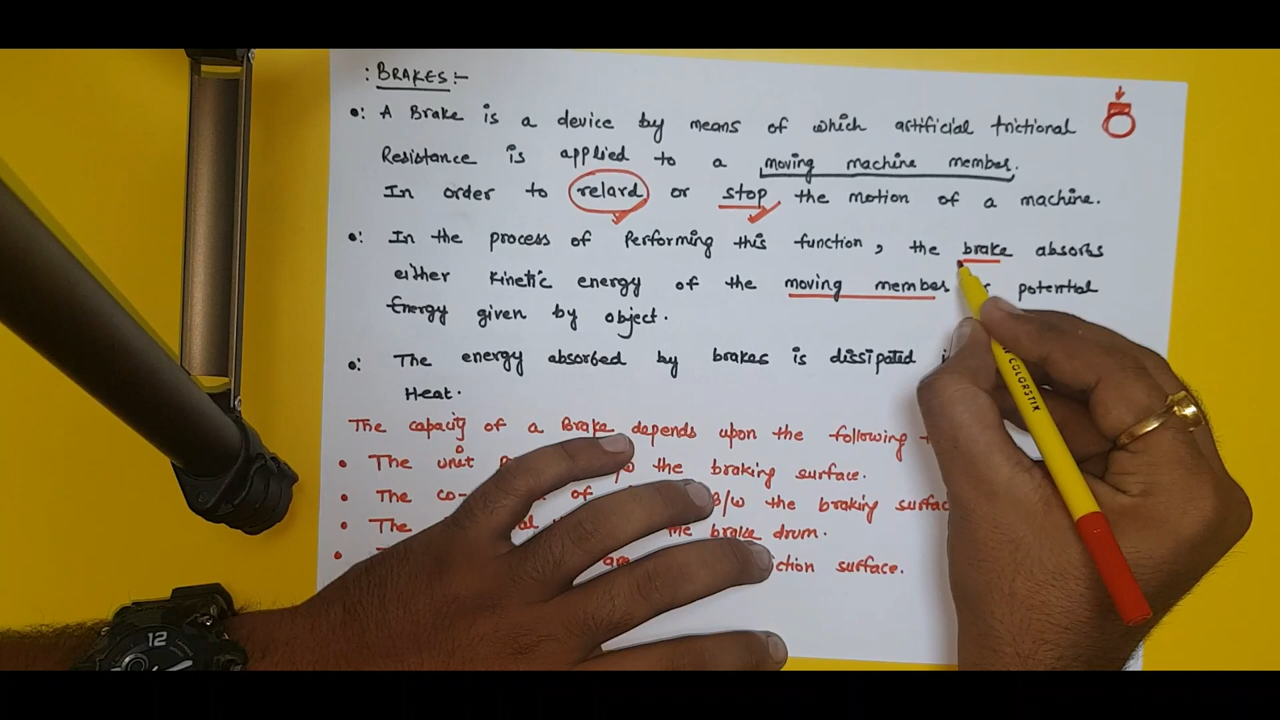 : BRAKES:-
•: A Brake is a device by means of which artificial frictional
Resistance is applied to a moving machine member.
In order to relard or stop the motion of a machine.
•: In the process of Performing this function, the brake absorbs
either Kinetic energy of the moving member potential
Energy given by object.
•: The energy absorbed by brakes is dissipated
Heat.
The capacity of a Brake depends upon the following
• The unit the braking surface.
• The co- of B/w the braking surfac
• The the brake drum.
• surface.
COLORSTIK
12